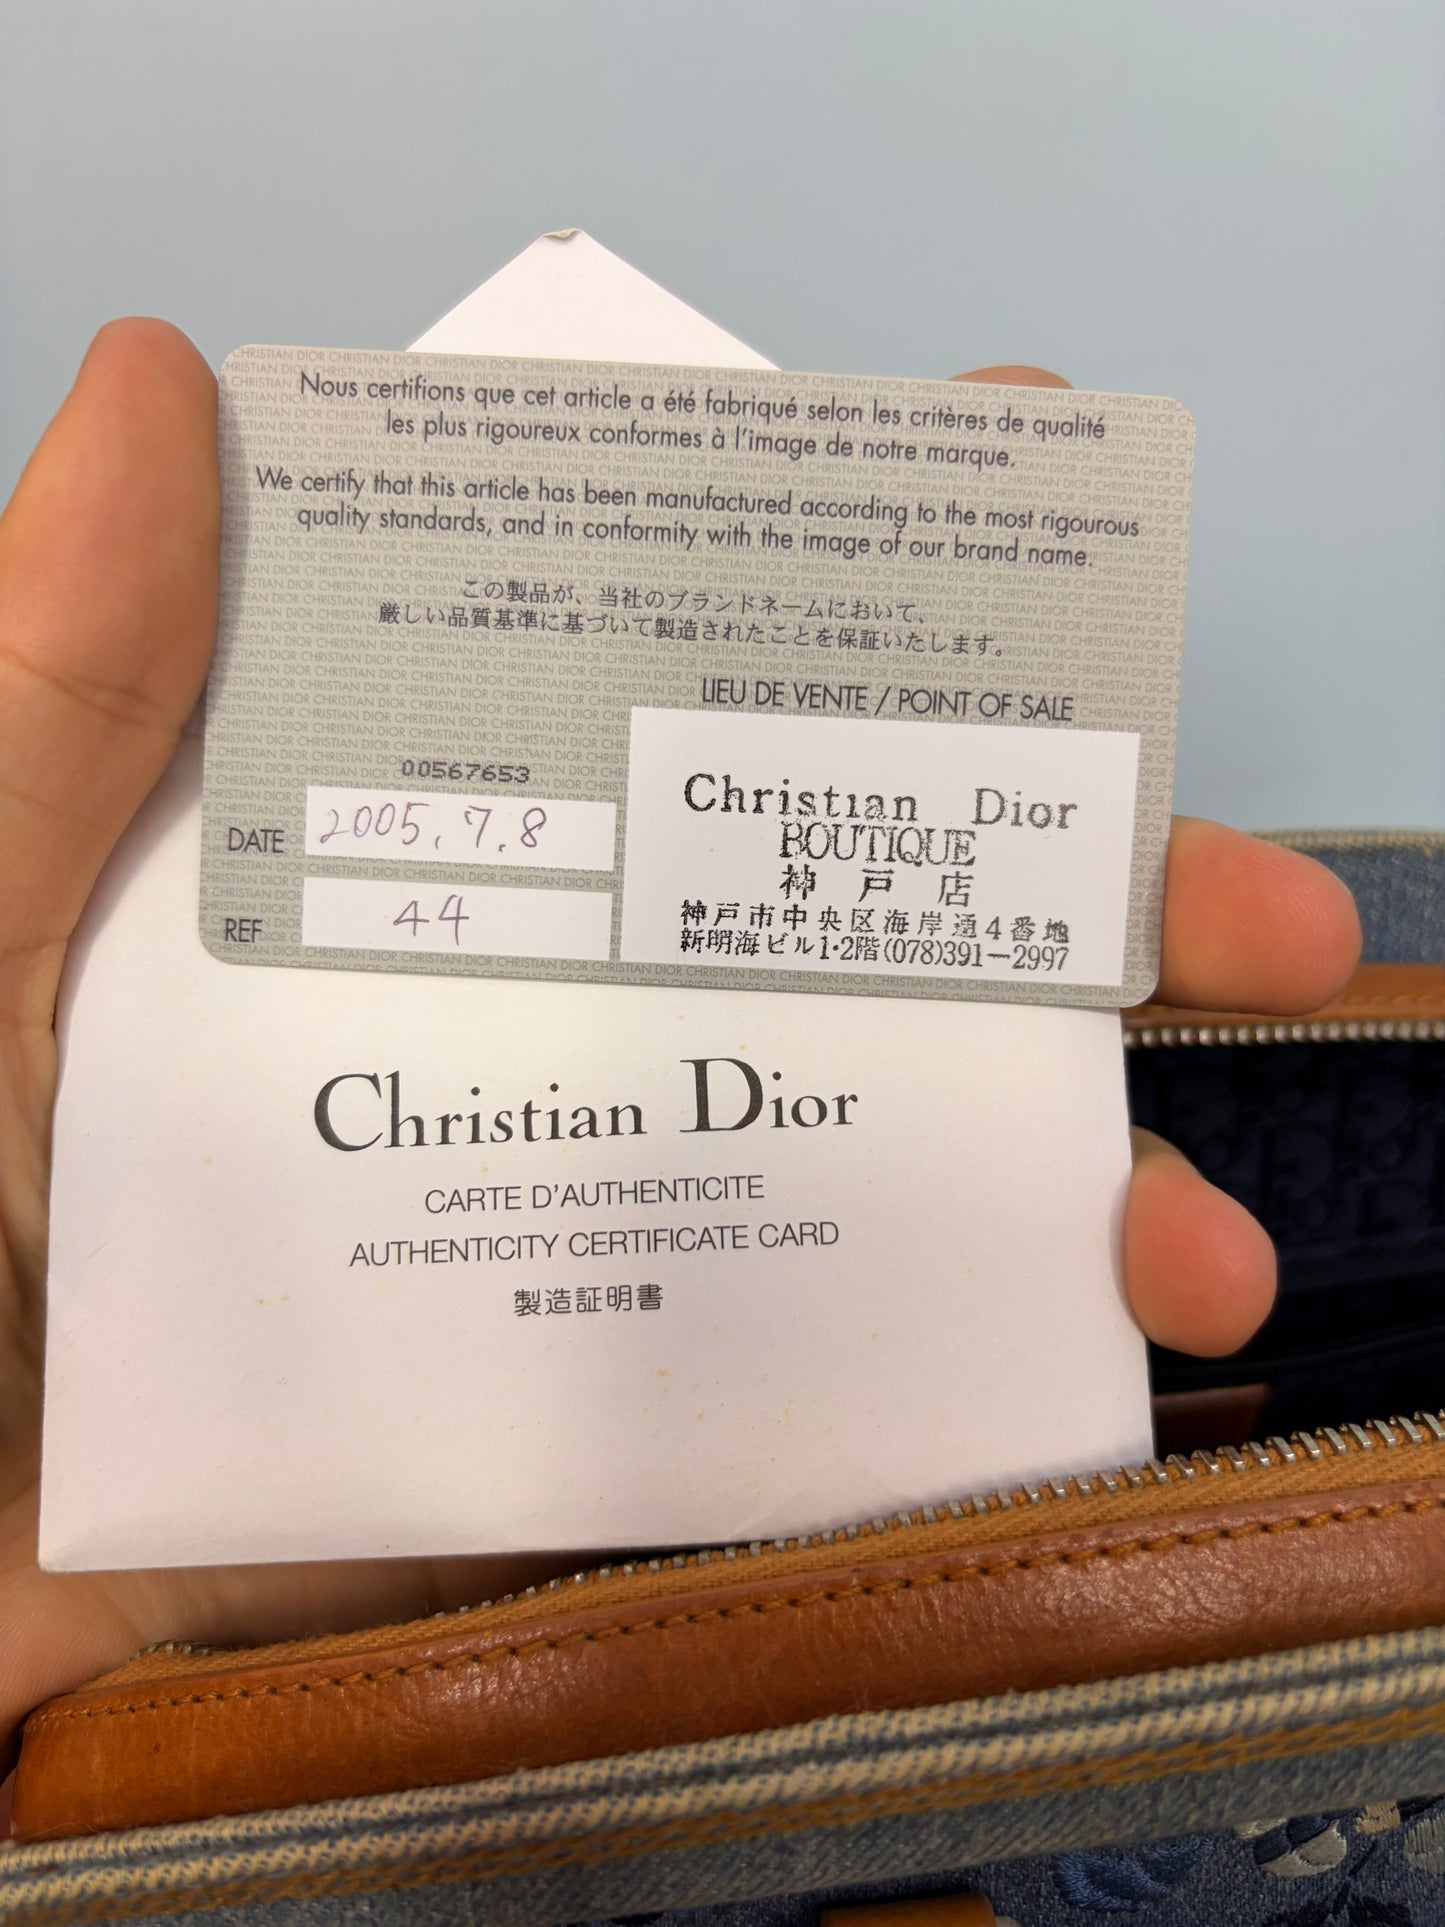 Nous certifions que cet article a été fabriqué selon les critères de qualité
les plus rigoureux conformes à l'image de notre marque.
We certify that this article has been manufactured according to the most rigourous
quality standards, and in conformity with the image of our brand name.
この製品が、当社のブランドネームにおいて、
厳しい品質基準に基づいて製造されたことを保証いたします。
LIEU DE VENTE / POINT OF SALE
00567653
DATE 2005.7.8
REF 44
Christian Dior
BOUTIQUE
神戸店
神戸市中央区海岸通4番地
新明海ビル1・2階(078)391-2997
Christian Dior
CARTE D'AUTHENTICITE
AUTHENTICITY CERTIFICATE CARD
製造証明書